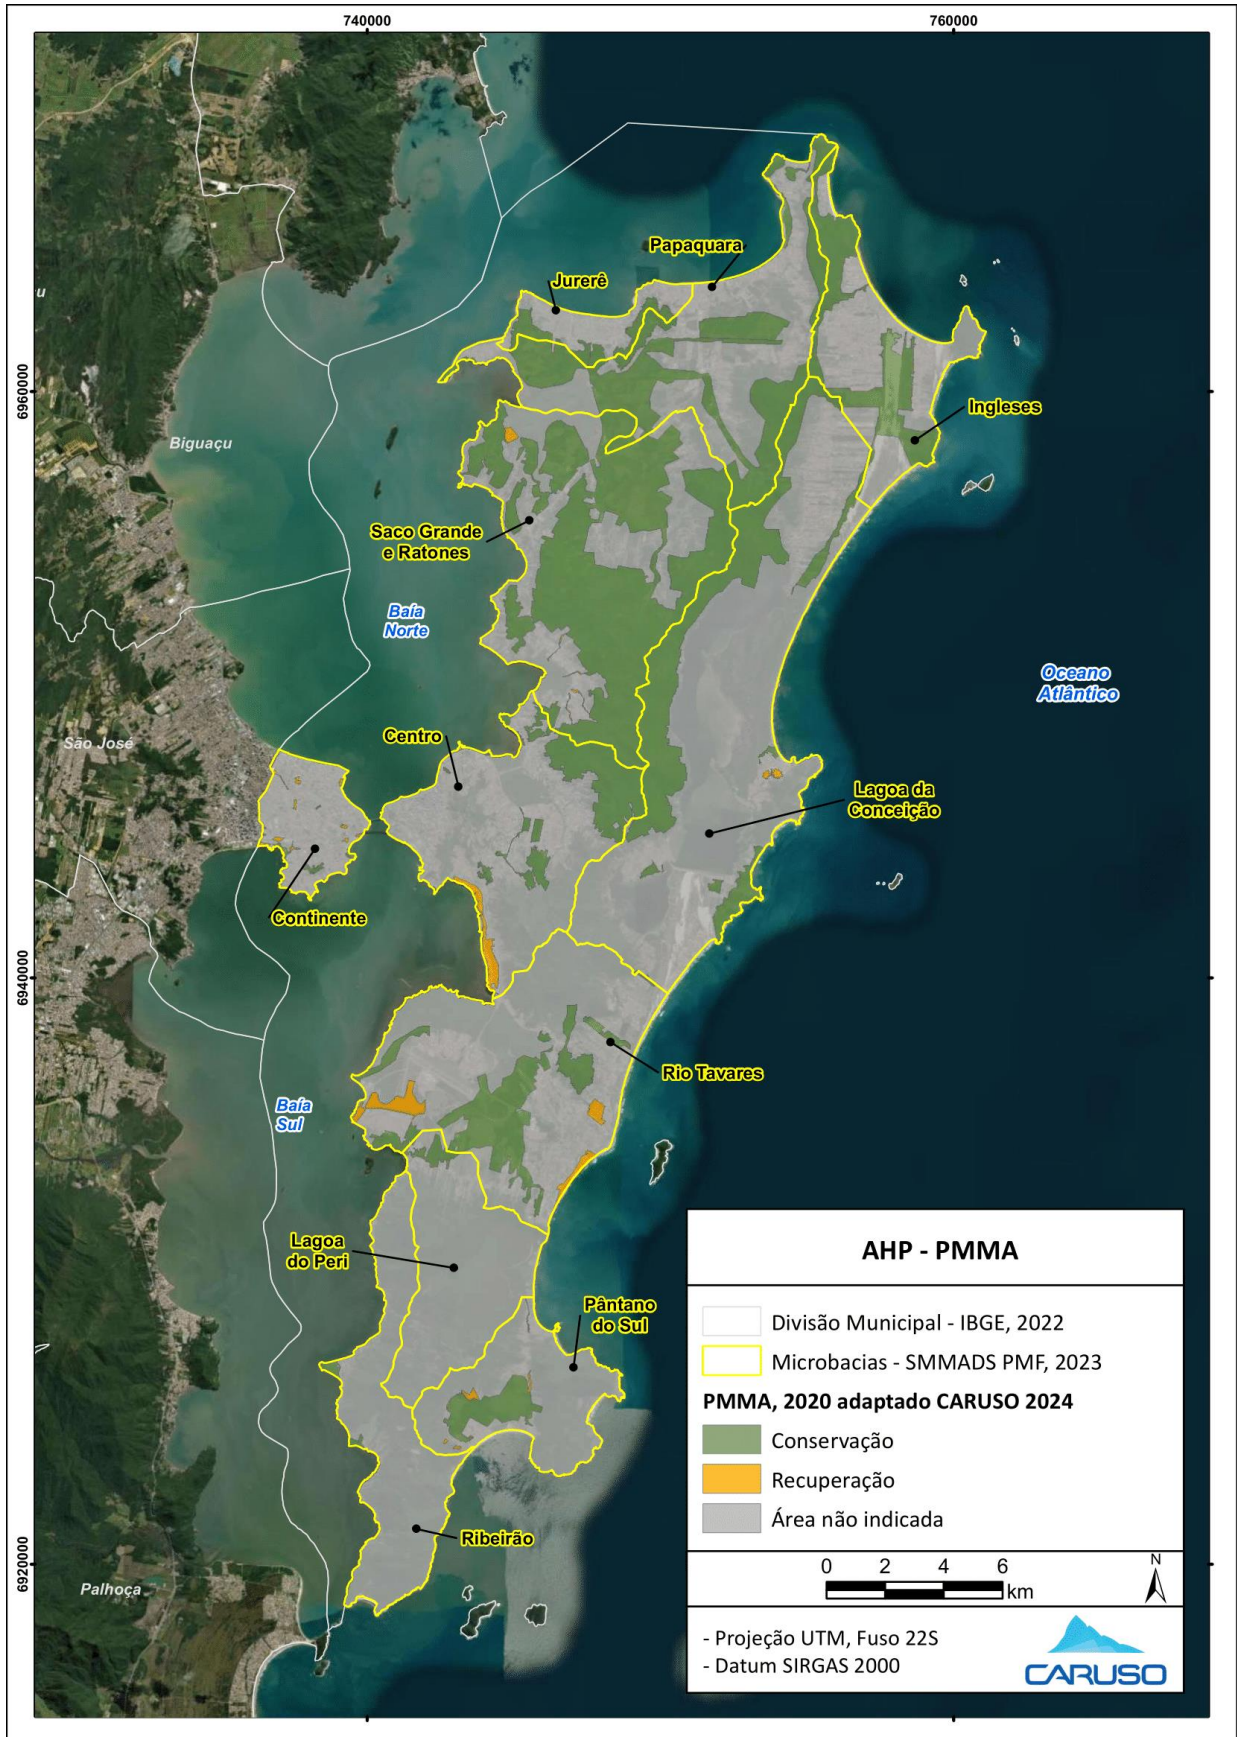 740000
760000
6960000
6940000
6920000
u
Papaquara
Jurerê
Ingleses
Biguaçu
Saco Grande
e Ratones
Baía
Norte
Oceano
Atlântico
Centro
São José
Lagoa da
Conceição
Continente
Rio Tavares
Baía
Sul
Lagoa
do Peri
Pântano
do Sul
Ribeirão
Palhoça
AHP - PMMA
Divisão Municipal - IBGE, 2022
Microbacias - SMMADS PMF, 2023
PMMA, 2020 adaptado CARUSO 2024
Conservação
Recuperação
Área não indicada
0 2 4 6
km
N
- Projeção UTM, Fuso 22S
- Datum SIRGAS 2000
CARUSO